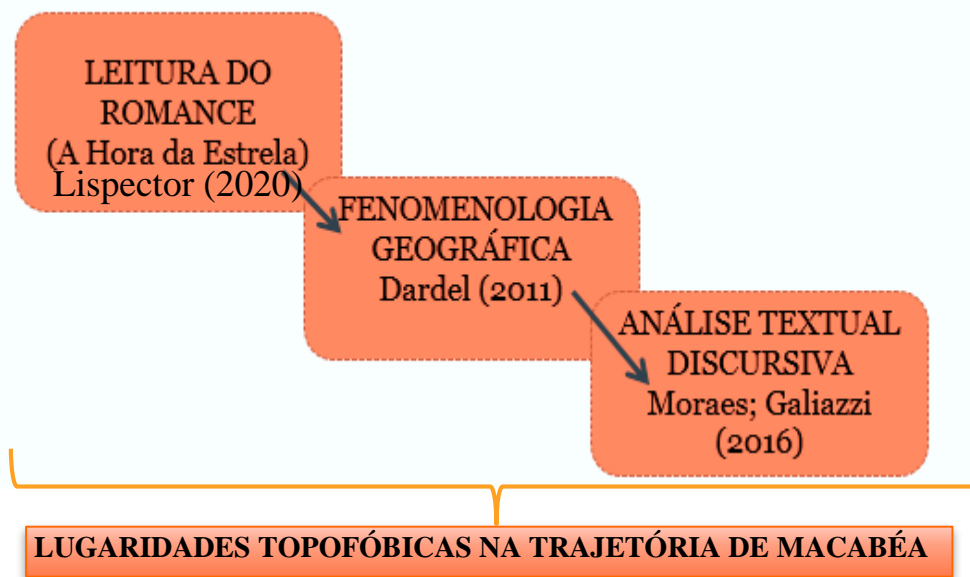 LEITURA DO
ROMANCE
(A Hora da Estrela)
Lispector (2020)
FENOMENOLOGIA
GEOGRÁFICA
Dardel (2011)
ANÁLISE TEXTUAL
DISCURSIVA
Moraes; Galiazzi
(2016)
LUGARIDADES TOPOFÓBICAS NA TRAJETÓRIA DE MACABÉA